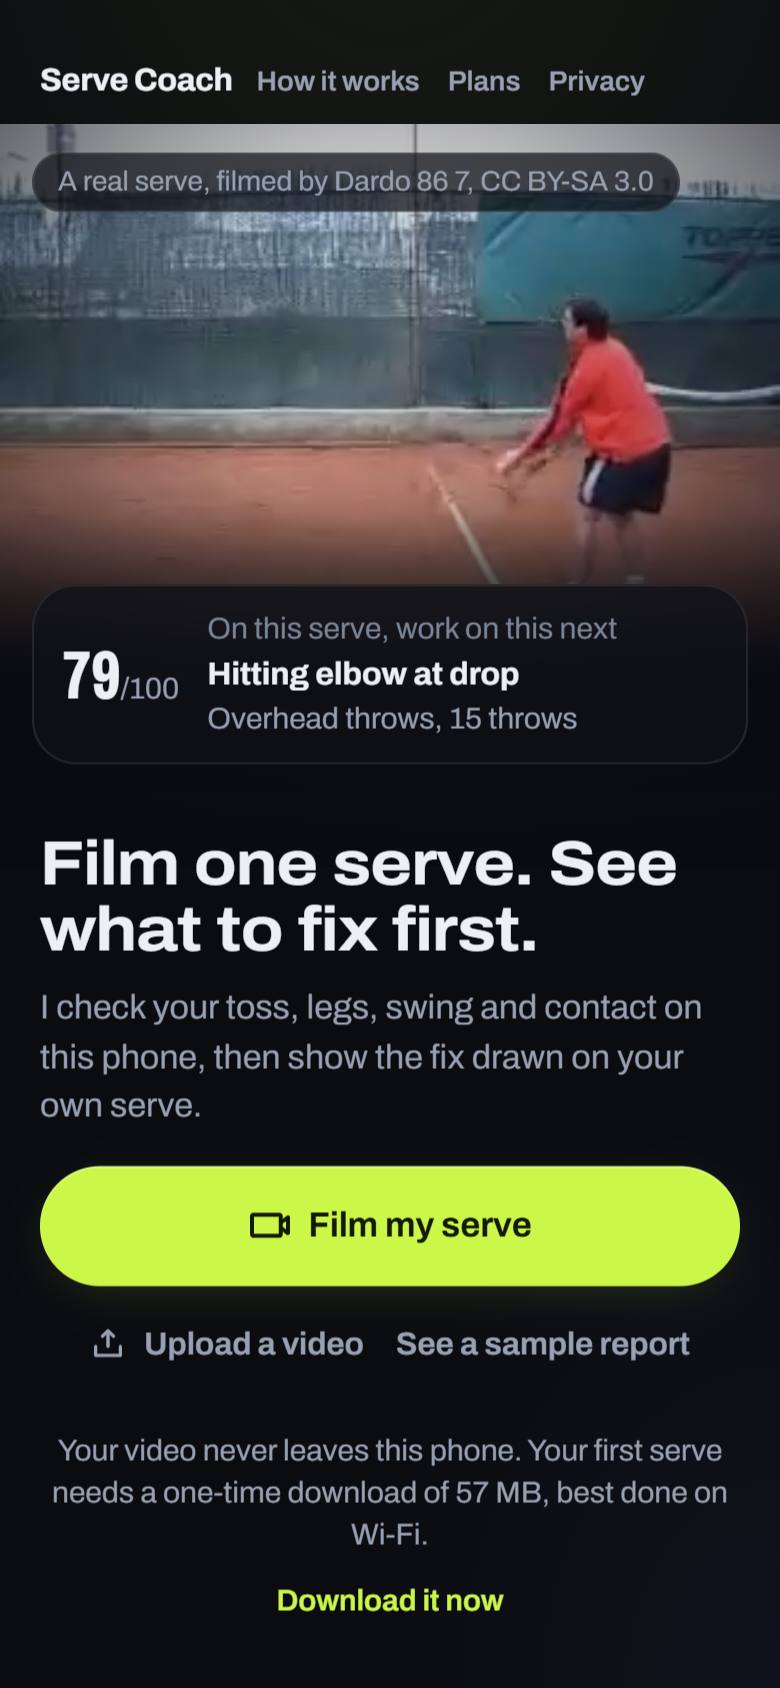 Serve Coach How it works Plans Privacy
A real serve, filmed by Dardo 86 7, CC BY-SA 3.0
On this serve, work on this next
79/100
Hitting elbow at drop
Overhead throws, 15 throws
Film one serve. See
what to fix first.
I check your toss, legs, swing and contact on
this phone, then show the fix drawn on your
own serve.
Film my serve
Upload a video See a sample report
Your video never leaves this phone. Your first serve
needs a one-time download of 57 MB, best done on
Wi-Fi.
Download it now